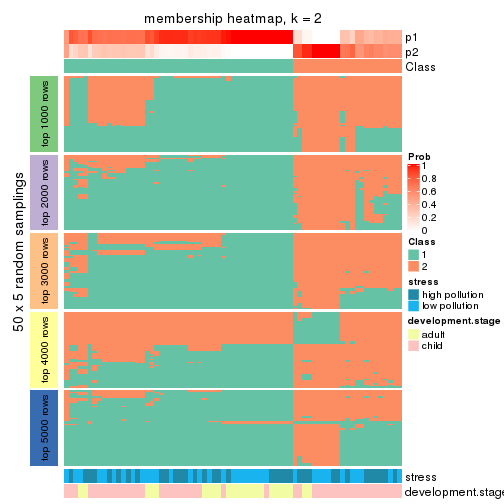 membership heatmap, k = 2
p1
p2
Class
50 x 5 random samplings
top 1000 rows
top 2000 rows
top 3000 rows
top 4000 rows
top 5000 rows
stress
development.stage
Prob
1
0.8
0.6
0.4
0.2
0
Class
1
2
stress
high pollution
low pollution
development.stage
adult
child